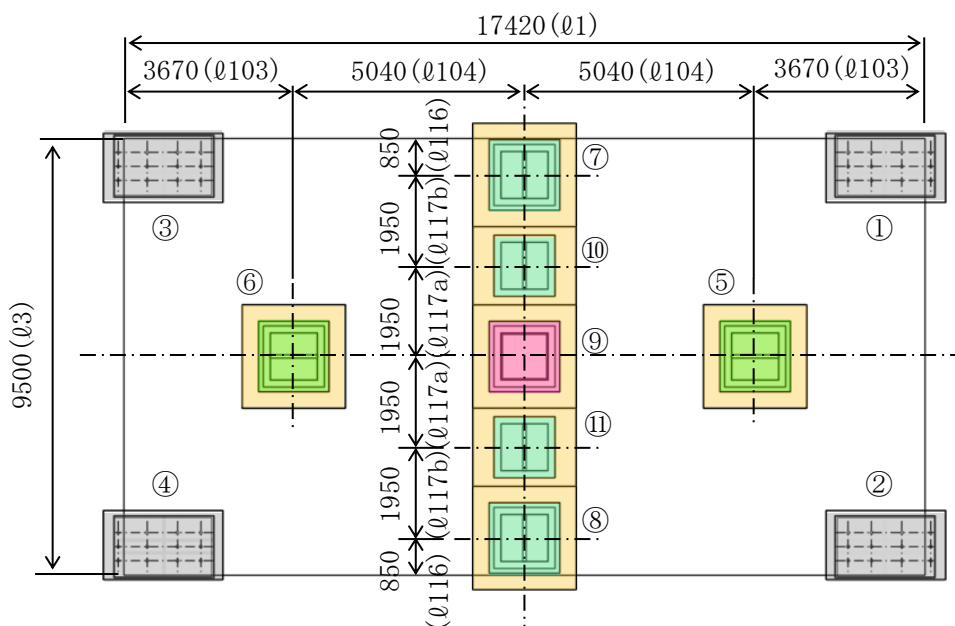 17420(ℓ1)
3670(ℓ103)
5040(ℓ104)
5040(ℓ104)
3670(ℓ103)
850
(ℓ116)
1950
(ℓ117b)
1950
(ℓ117a)
1950
(ℓ117a)
1950
(ℓ117b)
850
(ℓ116)
9500(ℓ3)
⑦
③
①
⑩
⑥
⑤
⑨
⑪
④
②
⑧